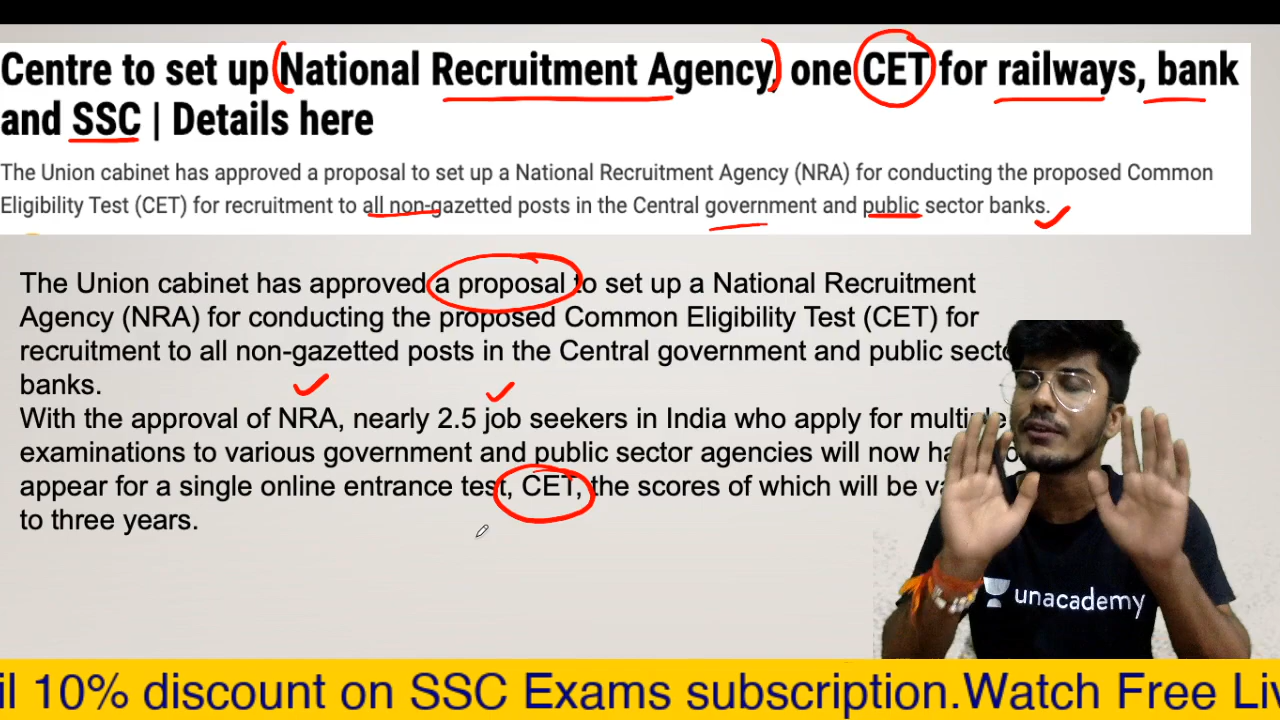 Centre to set up (National Recruitment Agency,) one CET for railways, bank
and SSC | Details here
The Union cabinet has approved a proposal to set up a National Recruitment Agency (NRA) for conducting the proposed Common
Eligibility Test (CET) for recruitment to all non-gazetted posts in the Central government and public sector banks.
The Union cabinet has approved a proposal to set up a National Recruitment
Agency (NRA) for conducting the proposed Common Eligibility Test (CET) for
recruitment to all non-gazetted posts in the Central government and public
banks.
With the approval of NRA, nearly 2.5 job seekers in India who apply for
examinations to various government and public sector agencies will now
appear for a single online entrance test, CET, the scores of which will be
to three years.
unacademy
10% discount on SSC Exams subscription.Watch Free